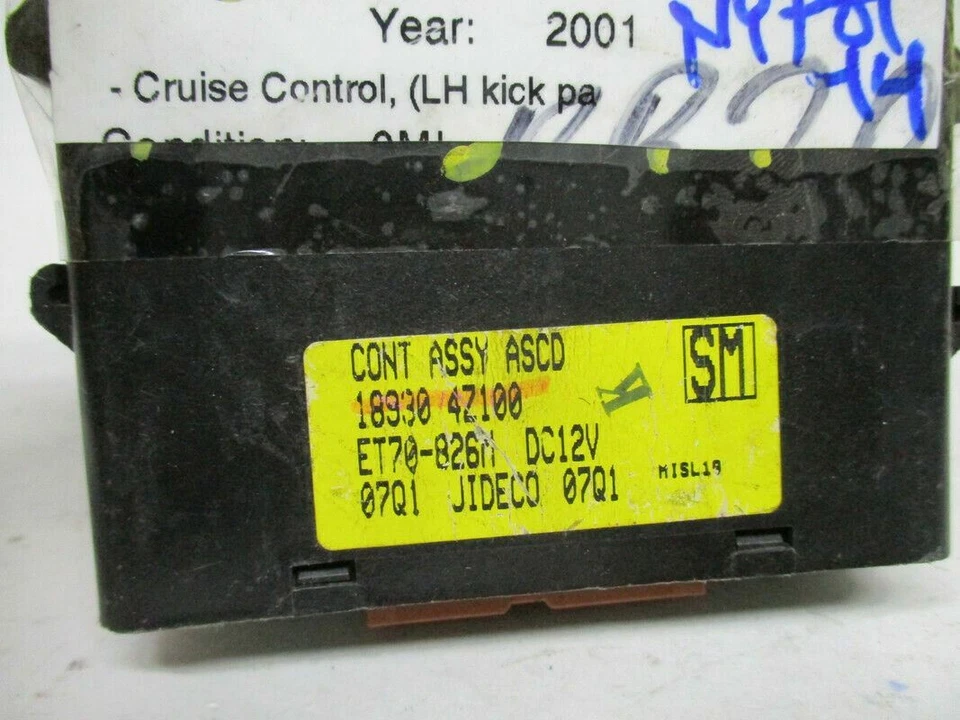 Year: 2001
- Cruise Control, (LH kick pa
CONT ASSY ASCD
SM
18930 4Z100
K
ET70-826M DC12V
07Q1 JIDECO 07Q1